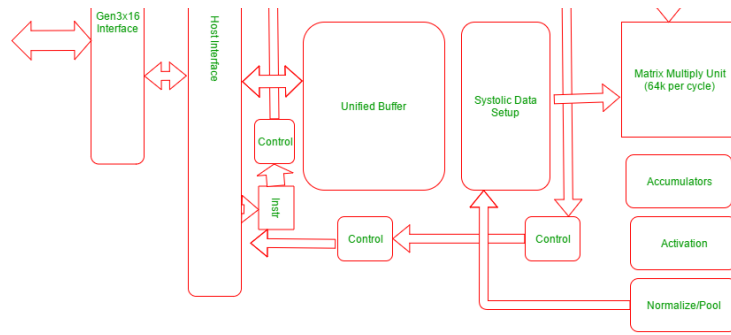 Gen3x16
Interface
Host Interface
Control
Unified Buffer
Systolic Data
Setup
Matrix Multiply Unit
(64k per cycle)
Instr
Accumulators
Control
Control
Activation
Normalize/Pool